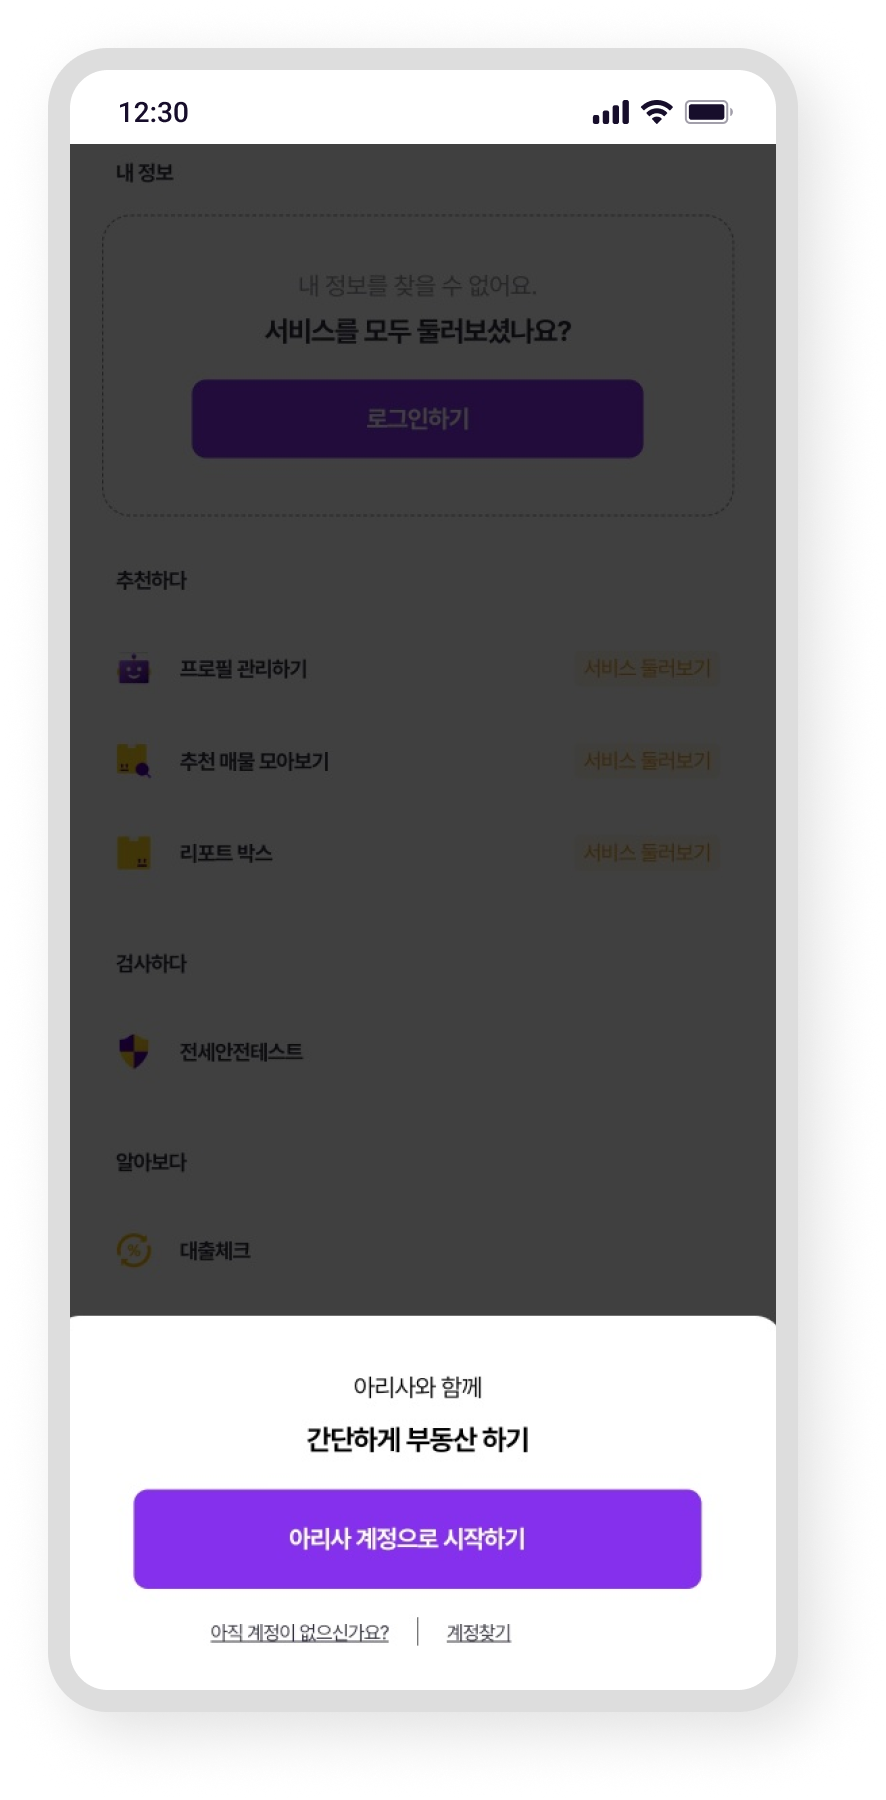 12:30
내 정보
내 정보를 찾을 수 없어요.
서비스를 모두 둘러보셨나요?
로그인하기
추천하다
프로필 관리하기
서비스 둘러보기
추천 매물 모아보기
서비스 둘러보기
리포트 박스
서비스 둘러보기
검사하다
전세안전테스트
알아보다
%
대출체크
아리사와 함께
간단하게 부동산 하기
아리사 계정으로 시작하기
아직 계정이 없으신가요?
계정찾기